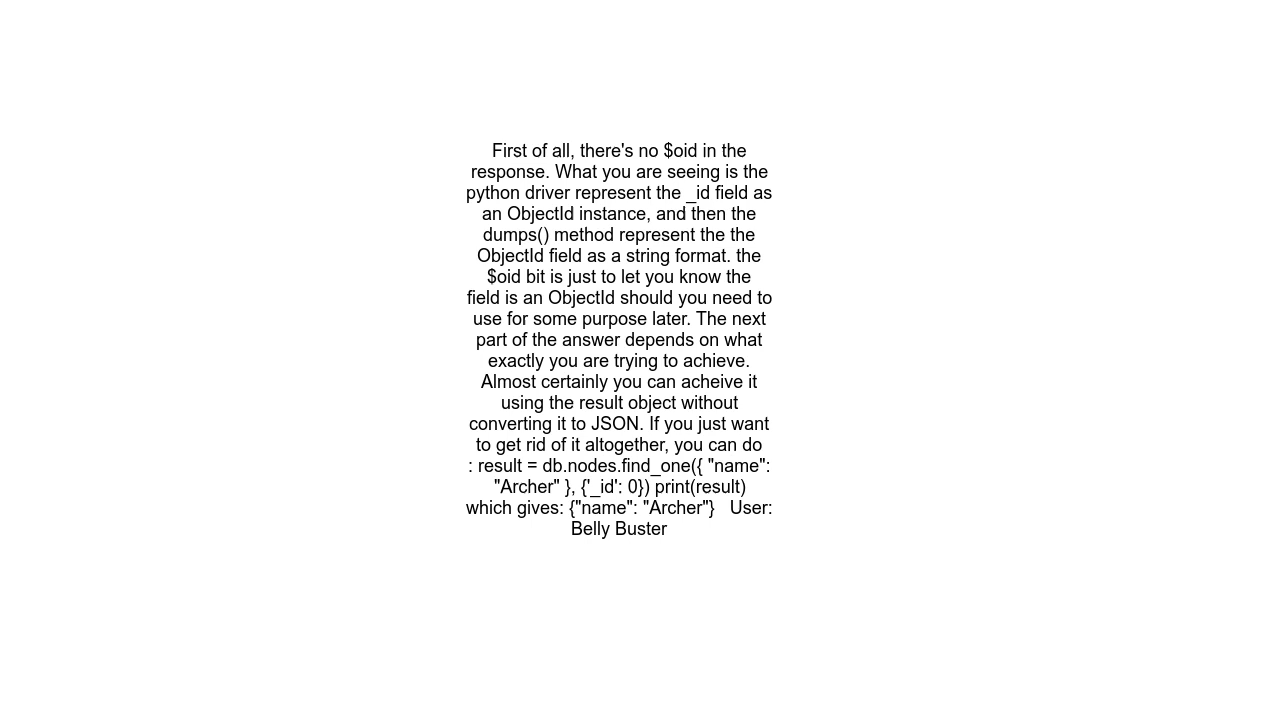 First of all, there's no $oid in the
response. What you are seeing is the
python driver represent the _id field as
an ObjectId instance, and then the
dumps() method represent the the
ObjectId field as a string format. the
$oid bit is just to let you know the
field is an ObjectId should you need to
use for some purpose later. The next
part of the answer depends on what
exactly you are trying to achieve.
Almost certainly you can acheive it
using the result object without
converting it to JSON. If you just want
to get rid of it altogether, you can do
: result = db.nodes.find_one({ "name":
"Archer" }, {'_id': 0}) print(result)
which gives: {"name": "Archer"}   User:
Belly Buster